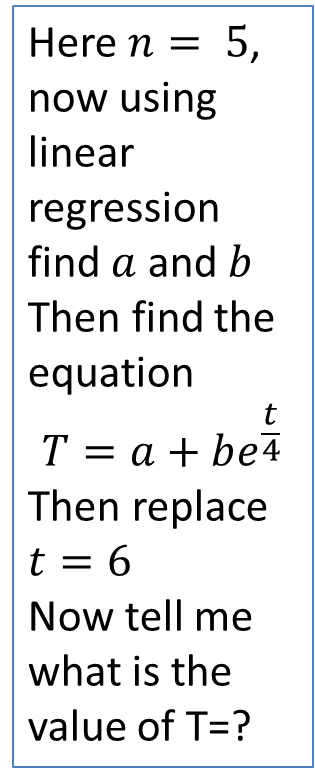 Here n = 5,
now using
linear
regression
find a and b
Then find the
equation
T = a + be^{\frac{t}{4}}
Then replace
t = 6
Now tell me
what is the
value of T=?